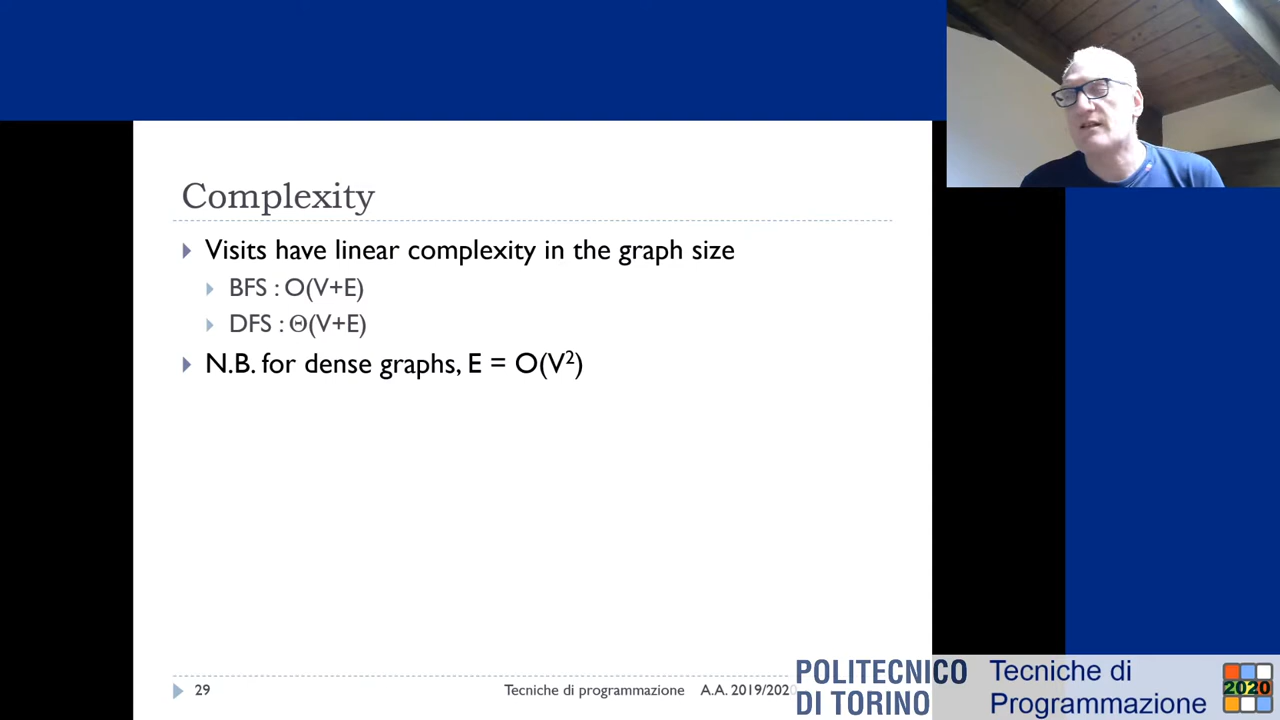 Complexity
Visits have linear complexity in the graph size
BFS : O(V+E)
DFS : Θ(V+E)
N.B. for dense graphs, E = O(V²)
29
Tecniche di programmazione
A.A. 2019/2020
POLITECNICO
DI TORINO
Tecniche di
Programmazione
2020